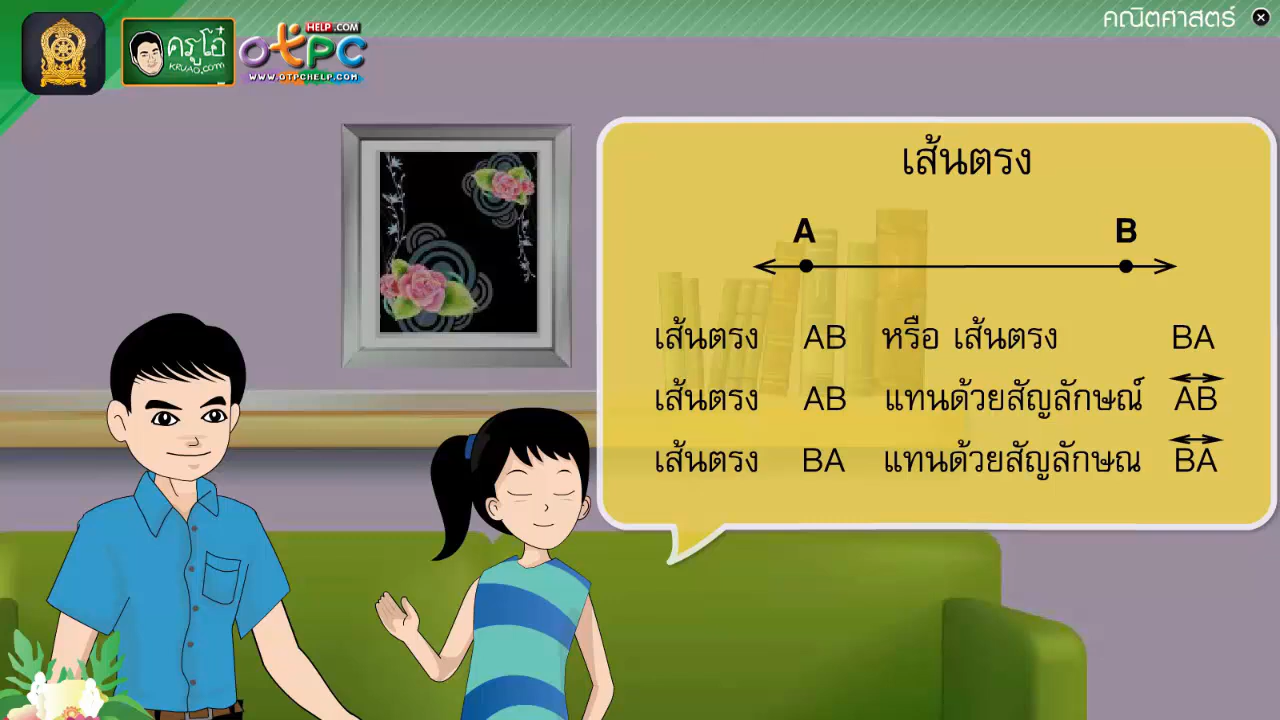 คณิตศาสตร์
ครูโอ๋
KRUAO.COM
HELP.COM
OTPC
WWW.OTPCHELP.COM
เส้นตรง
A B
เส้นตรง AB หรือ เส้นตรง BA
เส้นตรง AB แทนด้วยสัญลักษณ์ AB
เส้นตรง BA แทนด้วยสัญลักษณ BA